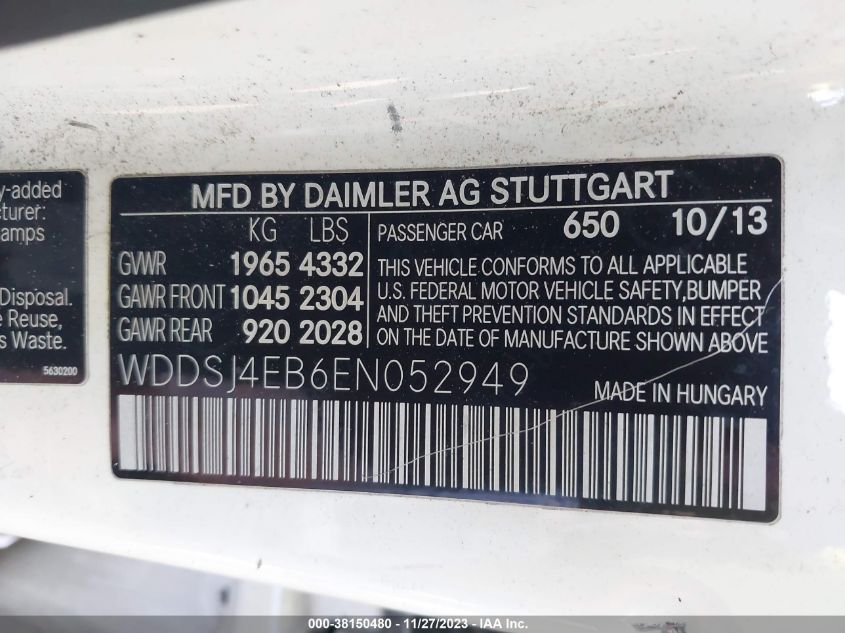 y-added
cturer:
amps
Disposal.
e Reuse,
s Waste.
5630200
MFD BY DAIMLER AG STUTTGART
KG LBS
GVWR 1965 4332
GAWR FRONT 1045 2304
GAWR REAR 920 2028
PASSENGER CAR 650 10/13
THIS VEHICLE CONFORMS TO ALL APPLICABLE
U.S. FEDERAL MOTOR VEHICLE SAFETY,BUMPER
AND THEFT PREVENTION STANDARDS IN EFFECT
ON THE DATE OF MANUFACTURE SHOWN ABOVE
WDDSJ4EB6EN052949
MADE IN HUNGARY
000- 38150480 - 11/27/2023 - IAA Inc.